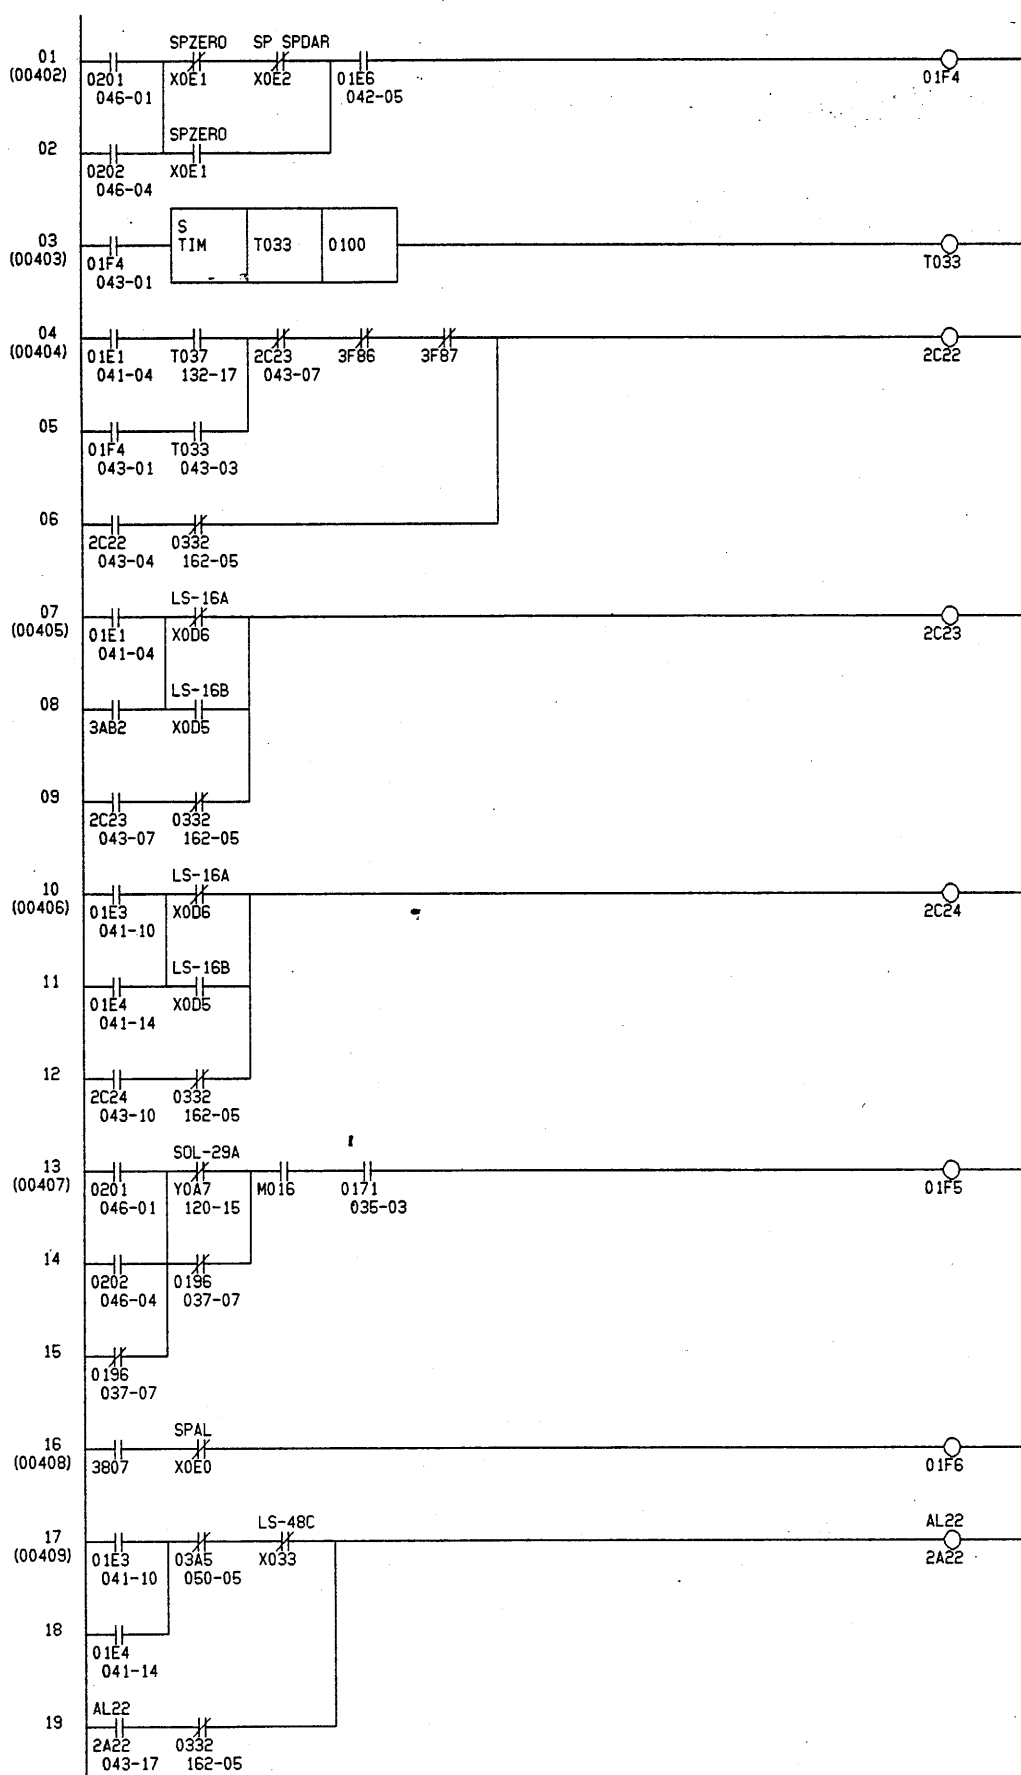 SPZERO SP SPDAR
01
(00402) 0201 X0E1 X0E2 01E6 01F4
046-01 042-05
SPZERO
02
0202 X0E1
046-04
S
03 TIM T033 0100
(00403) 01F4 T033
043-01
04
(00404) 01E1 T037 2C23 3F86 3F87 2C22
041-04 132-17 043-07
05
01F4 T033
043-01 043-03
06
2C22 0332
043-04 162-05
LS-16A
07
(00405) 01E1 X0D6 2C23
041-04
LS-16B
08
3AB2 X0D5
09
2C23 0332
043-07 162-05
LS-16A
10
(00406) 01E3 X0D6 2C24
041-10
LS-16B
11
01E4 X0D5
041-14
12
2C24 0332
043-10 162-05
SOL-29A
13
(00407) 0201 Y0A7 M016 0171 01F5
046-01 120-15 035-03
14
0202 0196
046-04 037-07
15
0196
037-07
SPAL
16
(00408) 3807 X0E0 01F6
LS-48C AL22
17
(00409) 01E3 03A5 X033 2A22
041-10 050-05
18
01E4
041-14
AL22
19
2A22 0332
043-17 162-05